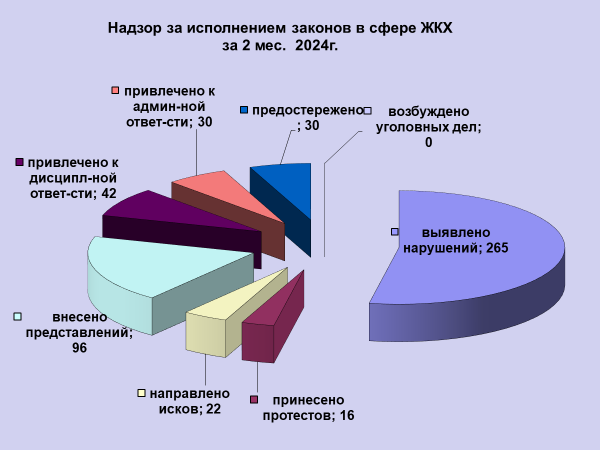 Надзор за исполнением законов в сфере ЖКХ
за 2 мес.  2024г.
привлечено к
админ-ной
ответ-сти; 30
предостережено
; 30
возбуждено
уголовных дел;
0
привлечено к
дисципл-ной
ответ-сти; 42
выявлено
нарушений; 265
внесено
представлений;
96
направлено
исков; 22
принесено
протестов; 16